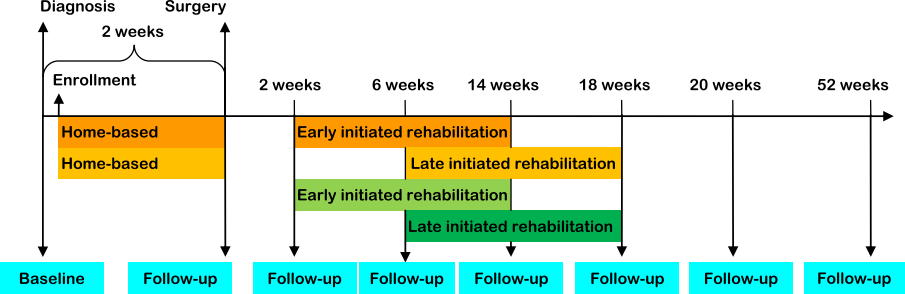 Diagnosis Surgery
2 weeks
Enrollment
2 weeks 6 weeks 14 weeks 18 weeks 20 weeks 52 weeks
Home-based Early initiated rehabilitation
Home-based Late initiated rehabilitation
Early initiated rehabilitation
Late initiated rehabilitation
Baseline Follow-up Follow-up Follow-up Follow-up Follow-up Follow-up Follow-up